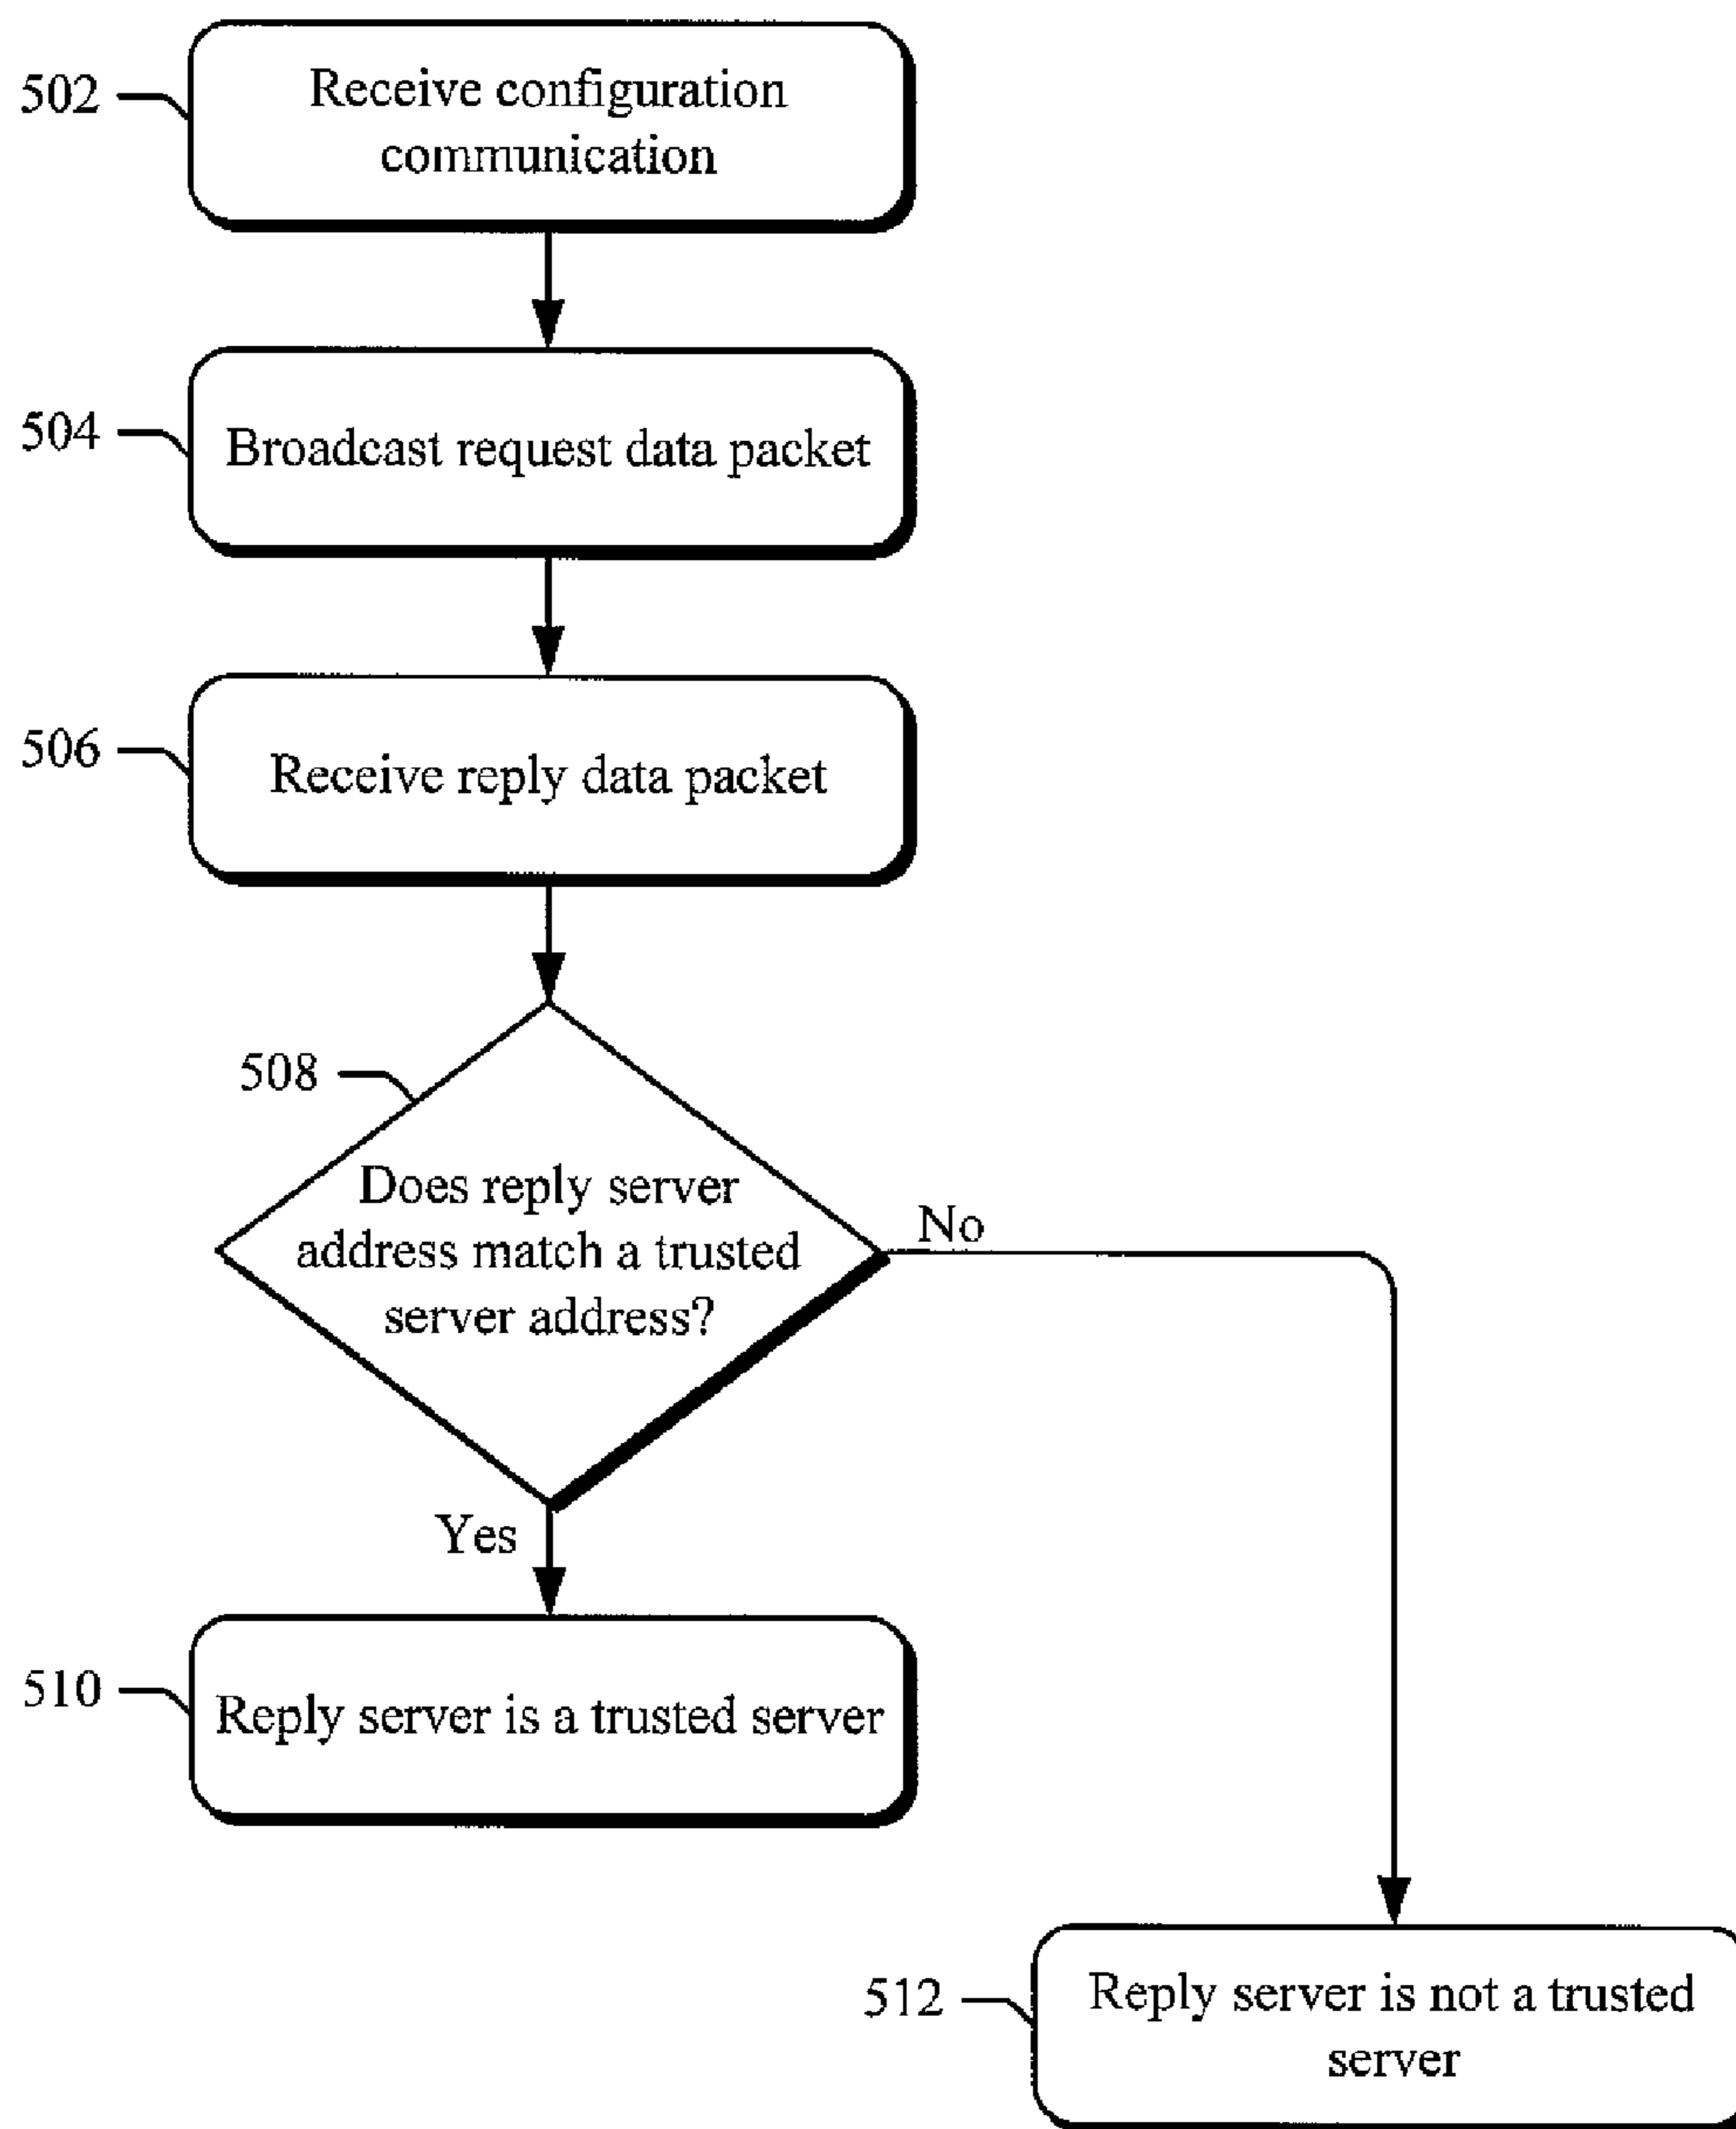 502
Receive configuration
communication
504
Broadcast request data packet
506
Receive reply data packet
508
Does reply server
address match a trusted
server address?
No
Yes
510
Reply server is a trusted server
512
Reply server is not a trusted
server